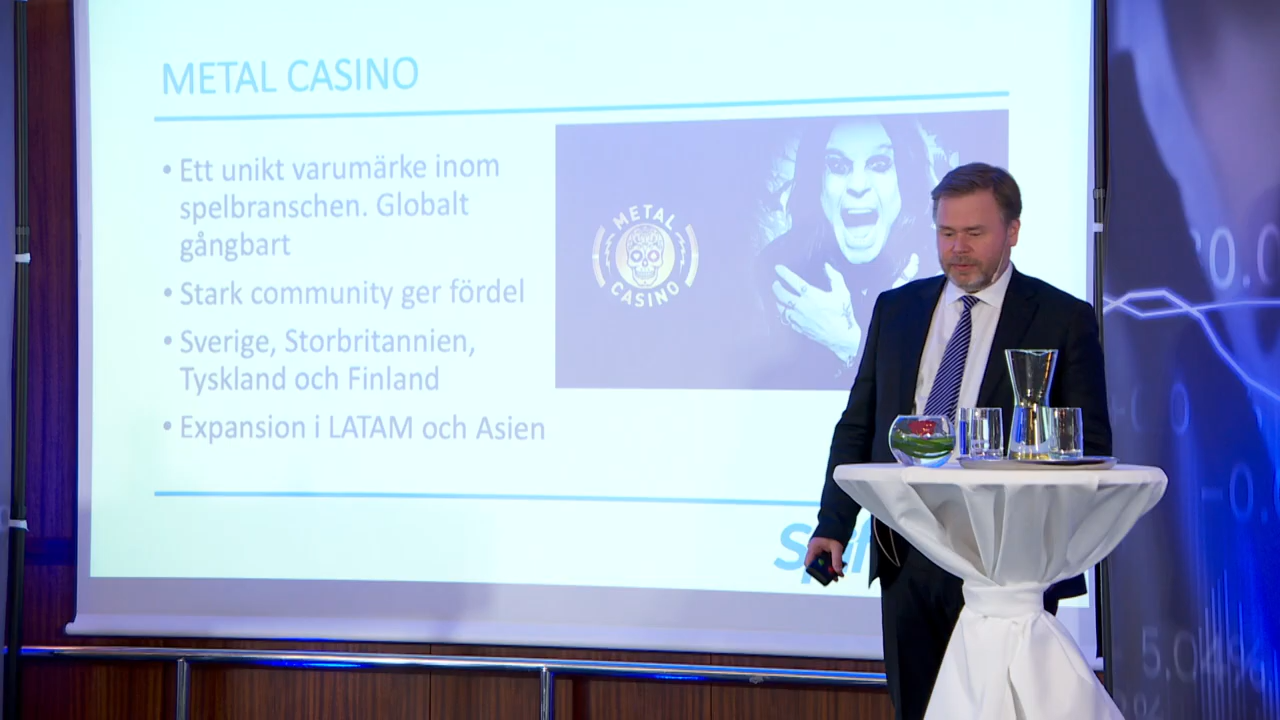 METAL CASINO
• Ett unikt varumärke inom
spelbranschen. Globalt
gångbart
• Stark community ger fördel
• Sverige, Storbritannien,
Tyskland och Finland
• Expansion i LATAM och Asien
METAL
CASINO